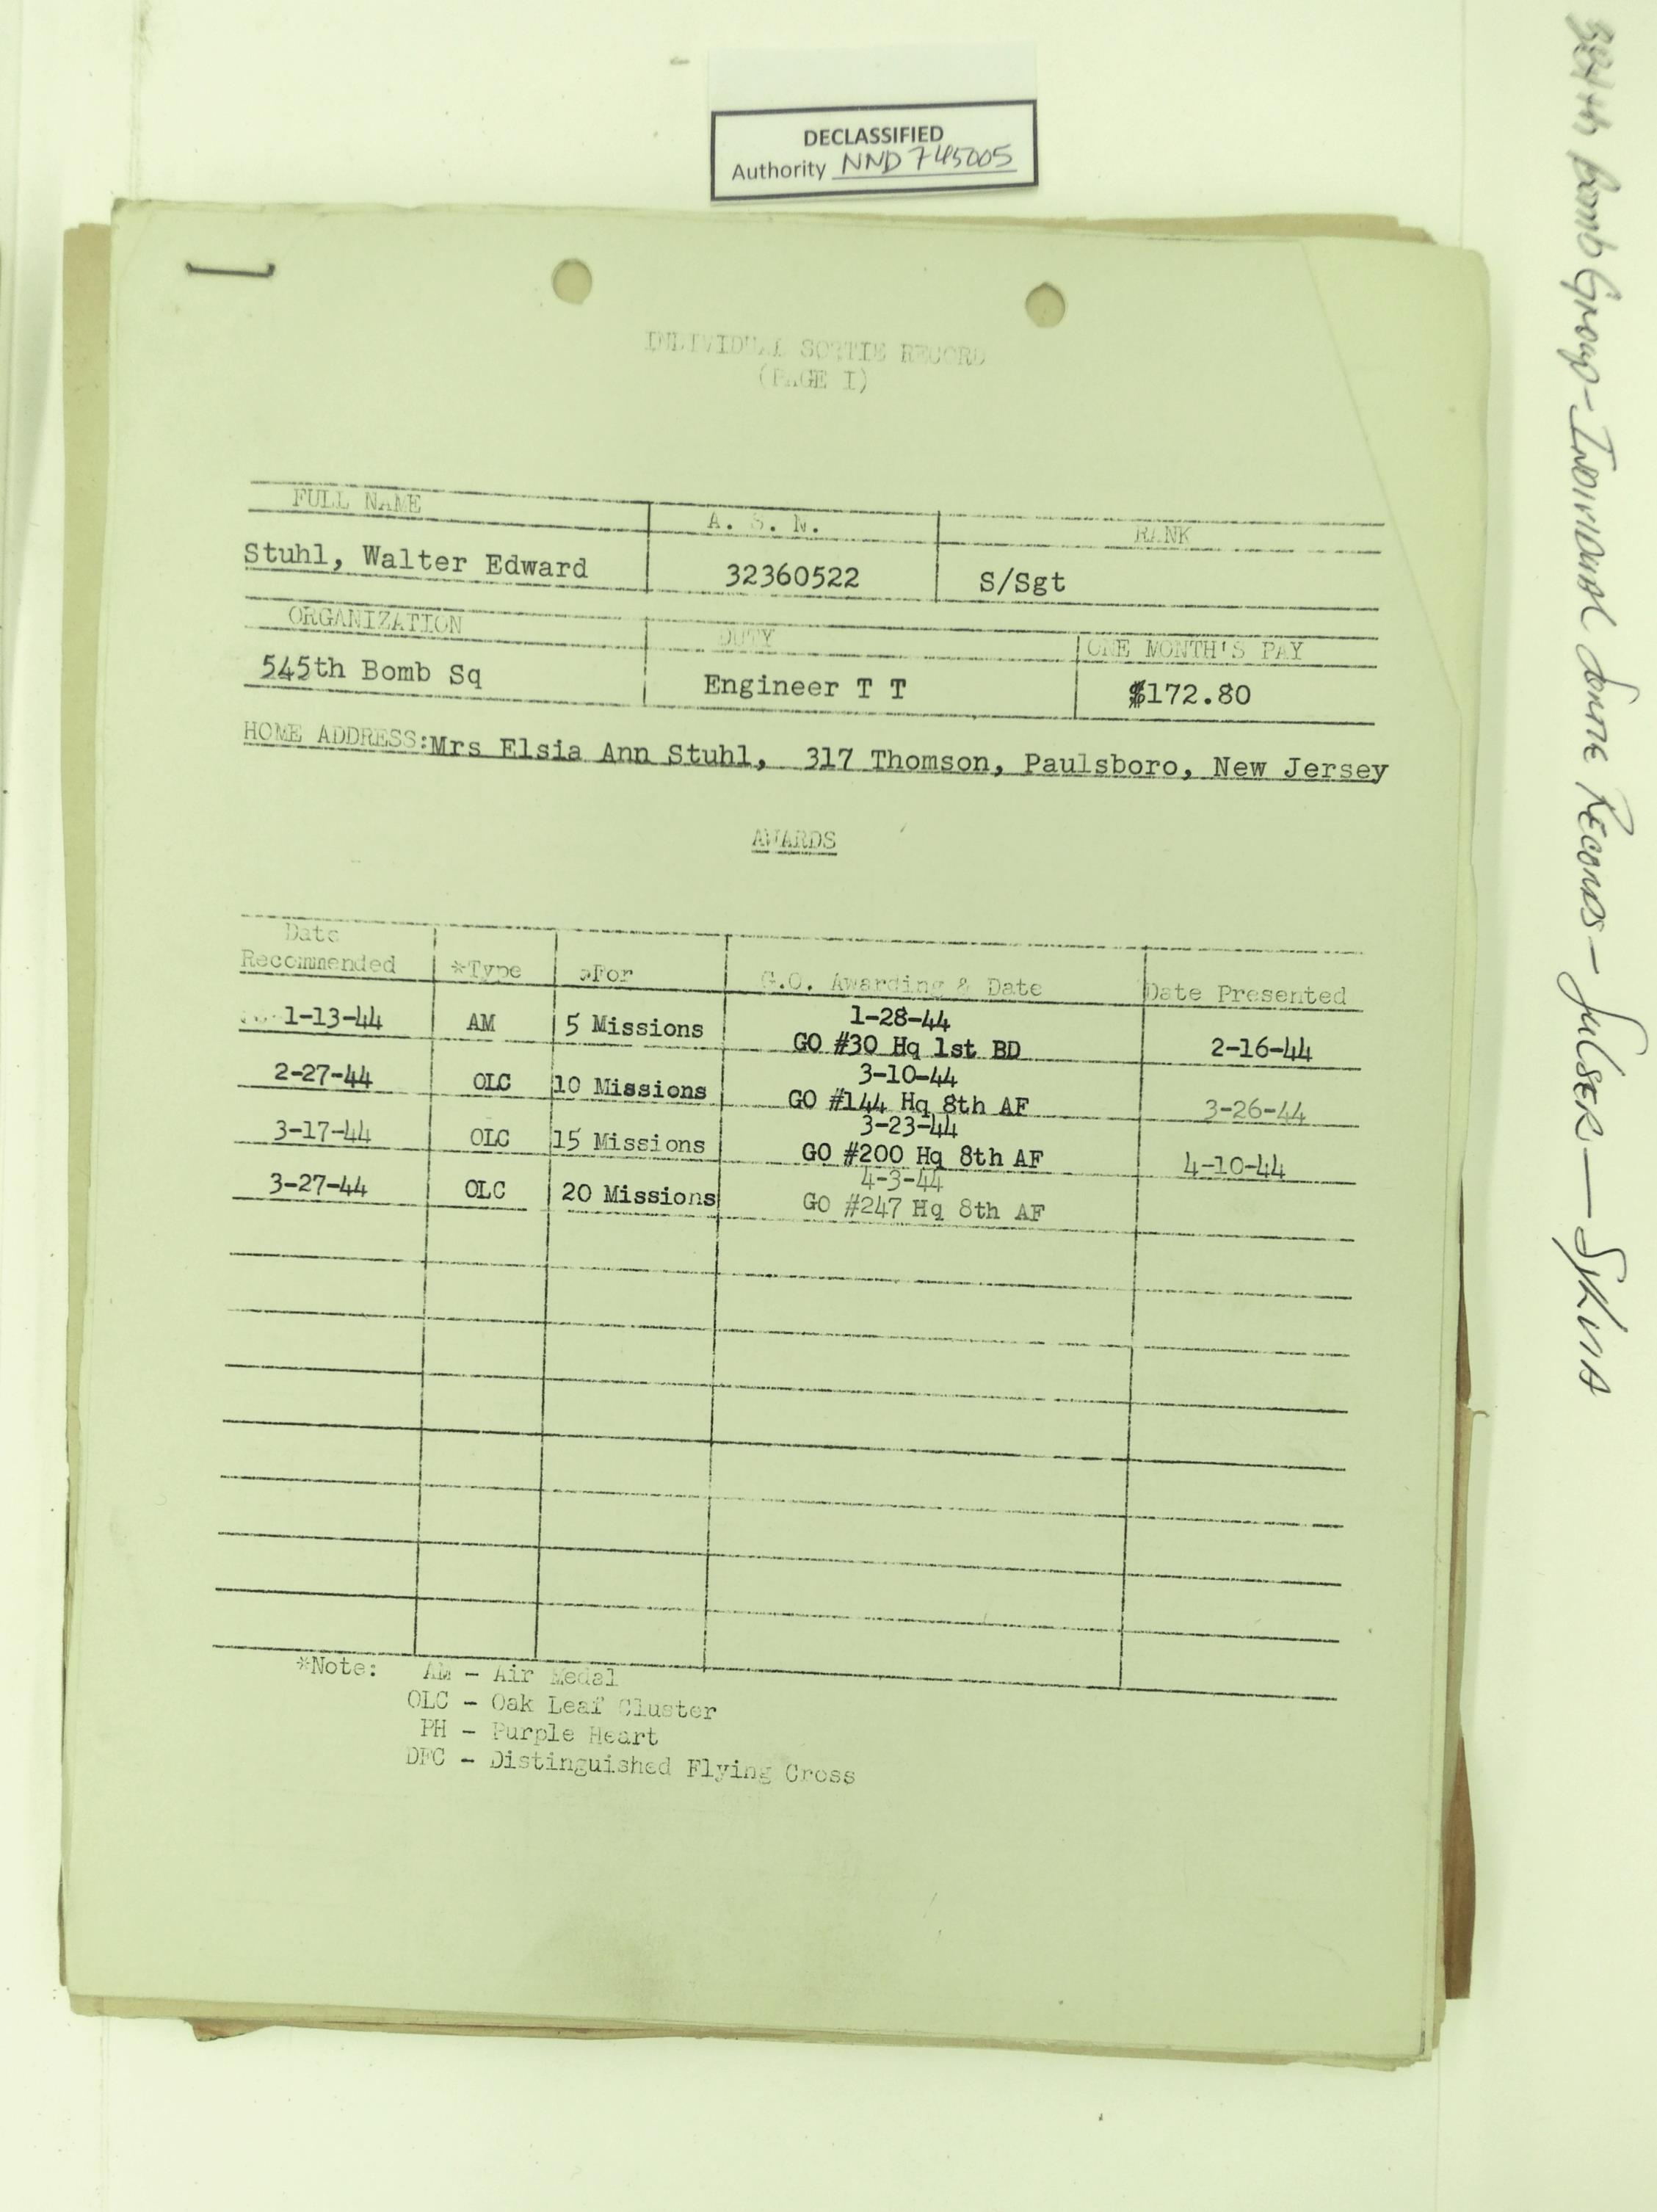 DECLASSIFIED
Authority NND 745005
384th Bomb Group - Individual Sortie Records - Sulser — Sylvia
INDIVIDUAL SORTIE RECORD
(PAGE I)
FULL NAME A. S. N. RANK
Stuhl, Walter Edward 32360522 S/Sgt
ORGANIZATION DUTY ONE MONTH'S PAY
545th Bomb Sq Engineer T T $172.80
HOME ADDRESS:Mrs Elsia Ann Stuhl, 317 Thomson, Paulsboro, New Jersey
AWARDS
Date
Recommended *Type *For G.O. Awarding & Date Date Presented
1-13-44 AM 5 Missions 1-28-44
GO #30 Hq 1st BD 2-16-44
2-27-44 OLC 10 Missions 3-10-44
GO #144 Hq 8th AF 3-26-44
3-17-44 OLC 15 Missions 3-23-44
GO #200 Hq 8th AF 4-10-44
3-27-44 OLC 20 Missions 4-3-44
GO #247 Hq 8th AF
*Note: AM - Air Medal
OLC - Oak Leaf Cluster
PH - Purple Heart
DFC - Distinguished Flying Cross